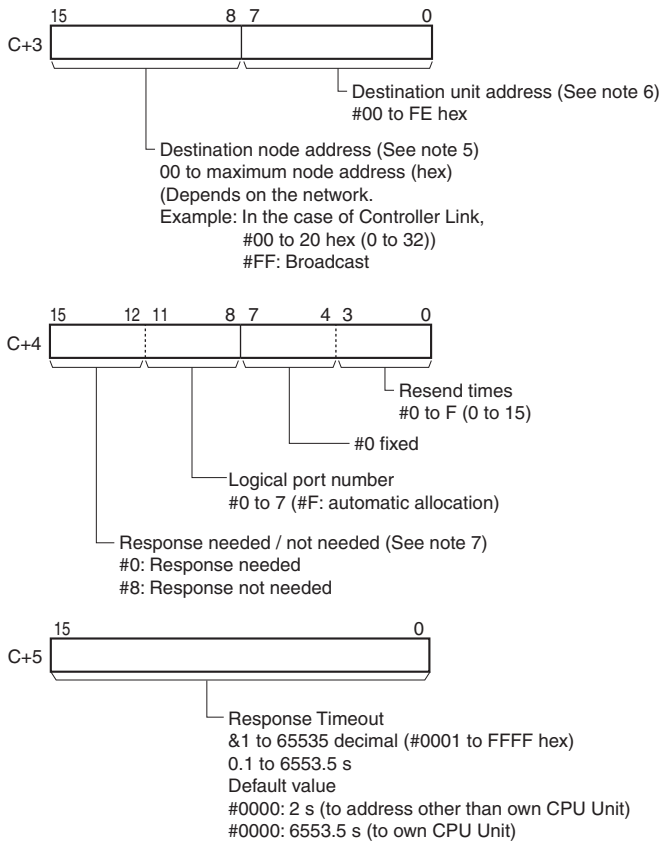 15 8 7 0
C+3
Destination unit address (See note 6)
#00 to FE hex
Destination node address (See note 5)
00 to maximum node address (hex)
(Depends on the network.
Example: In the case of Controller Link,
#00 to 20 hex (0 to 32))
#FF: Broadcast
15 12 11 8 7 4 3 0
C+4
Resend times
#0 to F (0 to 15)
#0 fixed
Logical port number
#0 to 7 (#F: automatic allocation)
Response needed / not needed (See note 7)
#0: Response needed
#8: Response not needed
15 0
C+5
Response Timeout
&1 to 65535 decimal (#0001 to FFFF hex)
0.1 to 6553.5 s
Default value
#0000: 2 s (to address other than own CPU Unit)
#0000: 6553.5 s (to own CPU Unit)